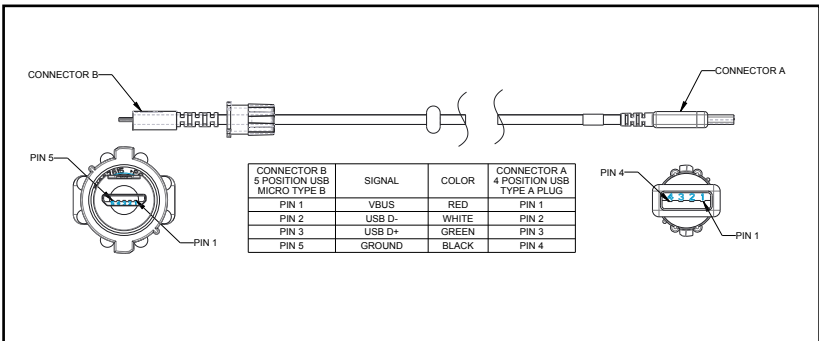 CONNECTOR B
CONNECTOR A
PIN 5
PIN 1
CONNECTOR B
5 POSITION USB
MICRO TYPE B
SIGNAL
COLOR
CONNECTOR A
4 POSITION USB
TYPE A PLUG
PIN 1 VBUS RED PIN 1
PIN 2 USB D- WHITE PIN 2
PIN 3 USB D+ GREEN PIN 3
PIN 5 GROUND BLACK PIN 4
PIN 4
4 3 2 1
PIN 1